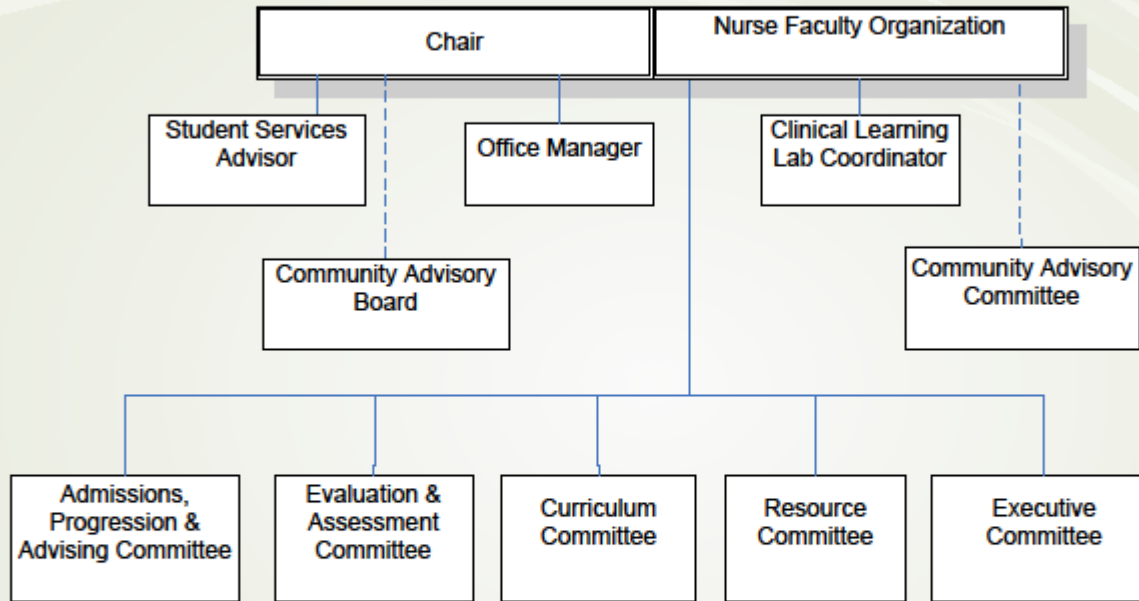 Chair
Nurse Faculty Organization
Student Services
Advisor
Office Manager
Clinical Learning
Lab Coordinator
Community Advisory
Board
Community Advisory
Committee
Admissions,
Progression &
Advising Committee
Evaluation &
Assessment
Committee
Curriculum
Committee
Resource
Committee
Executive
Committee